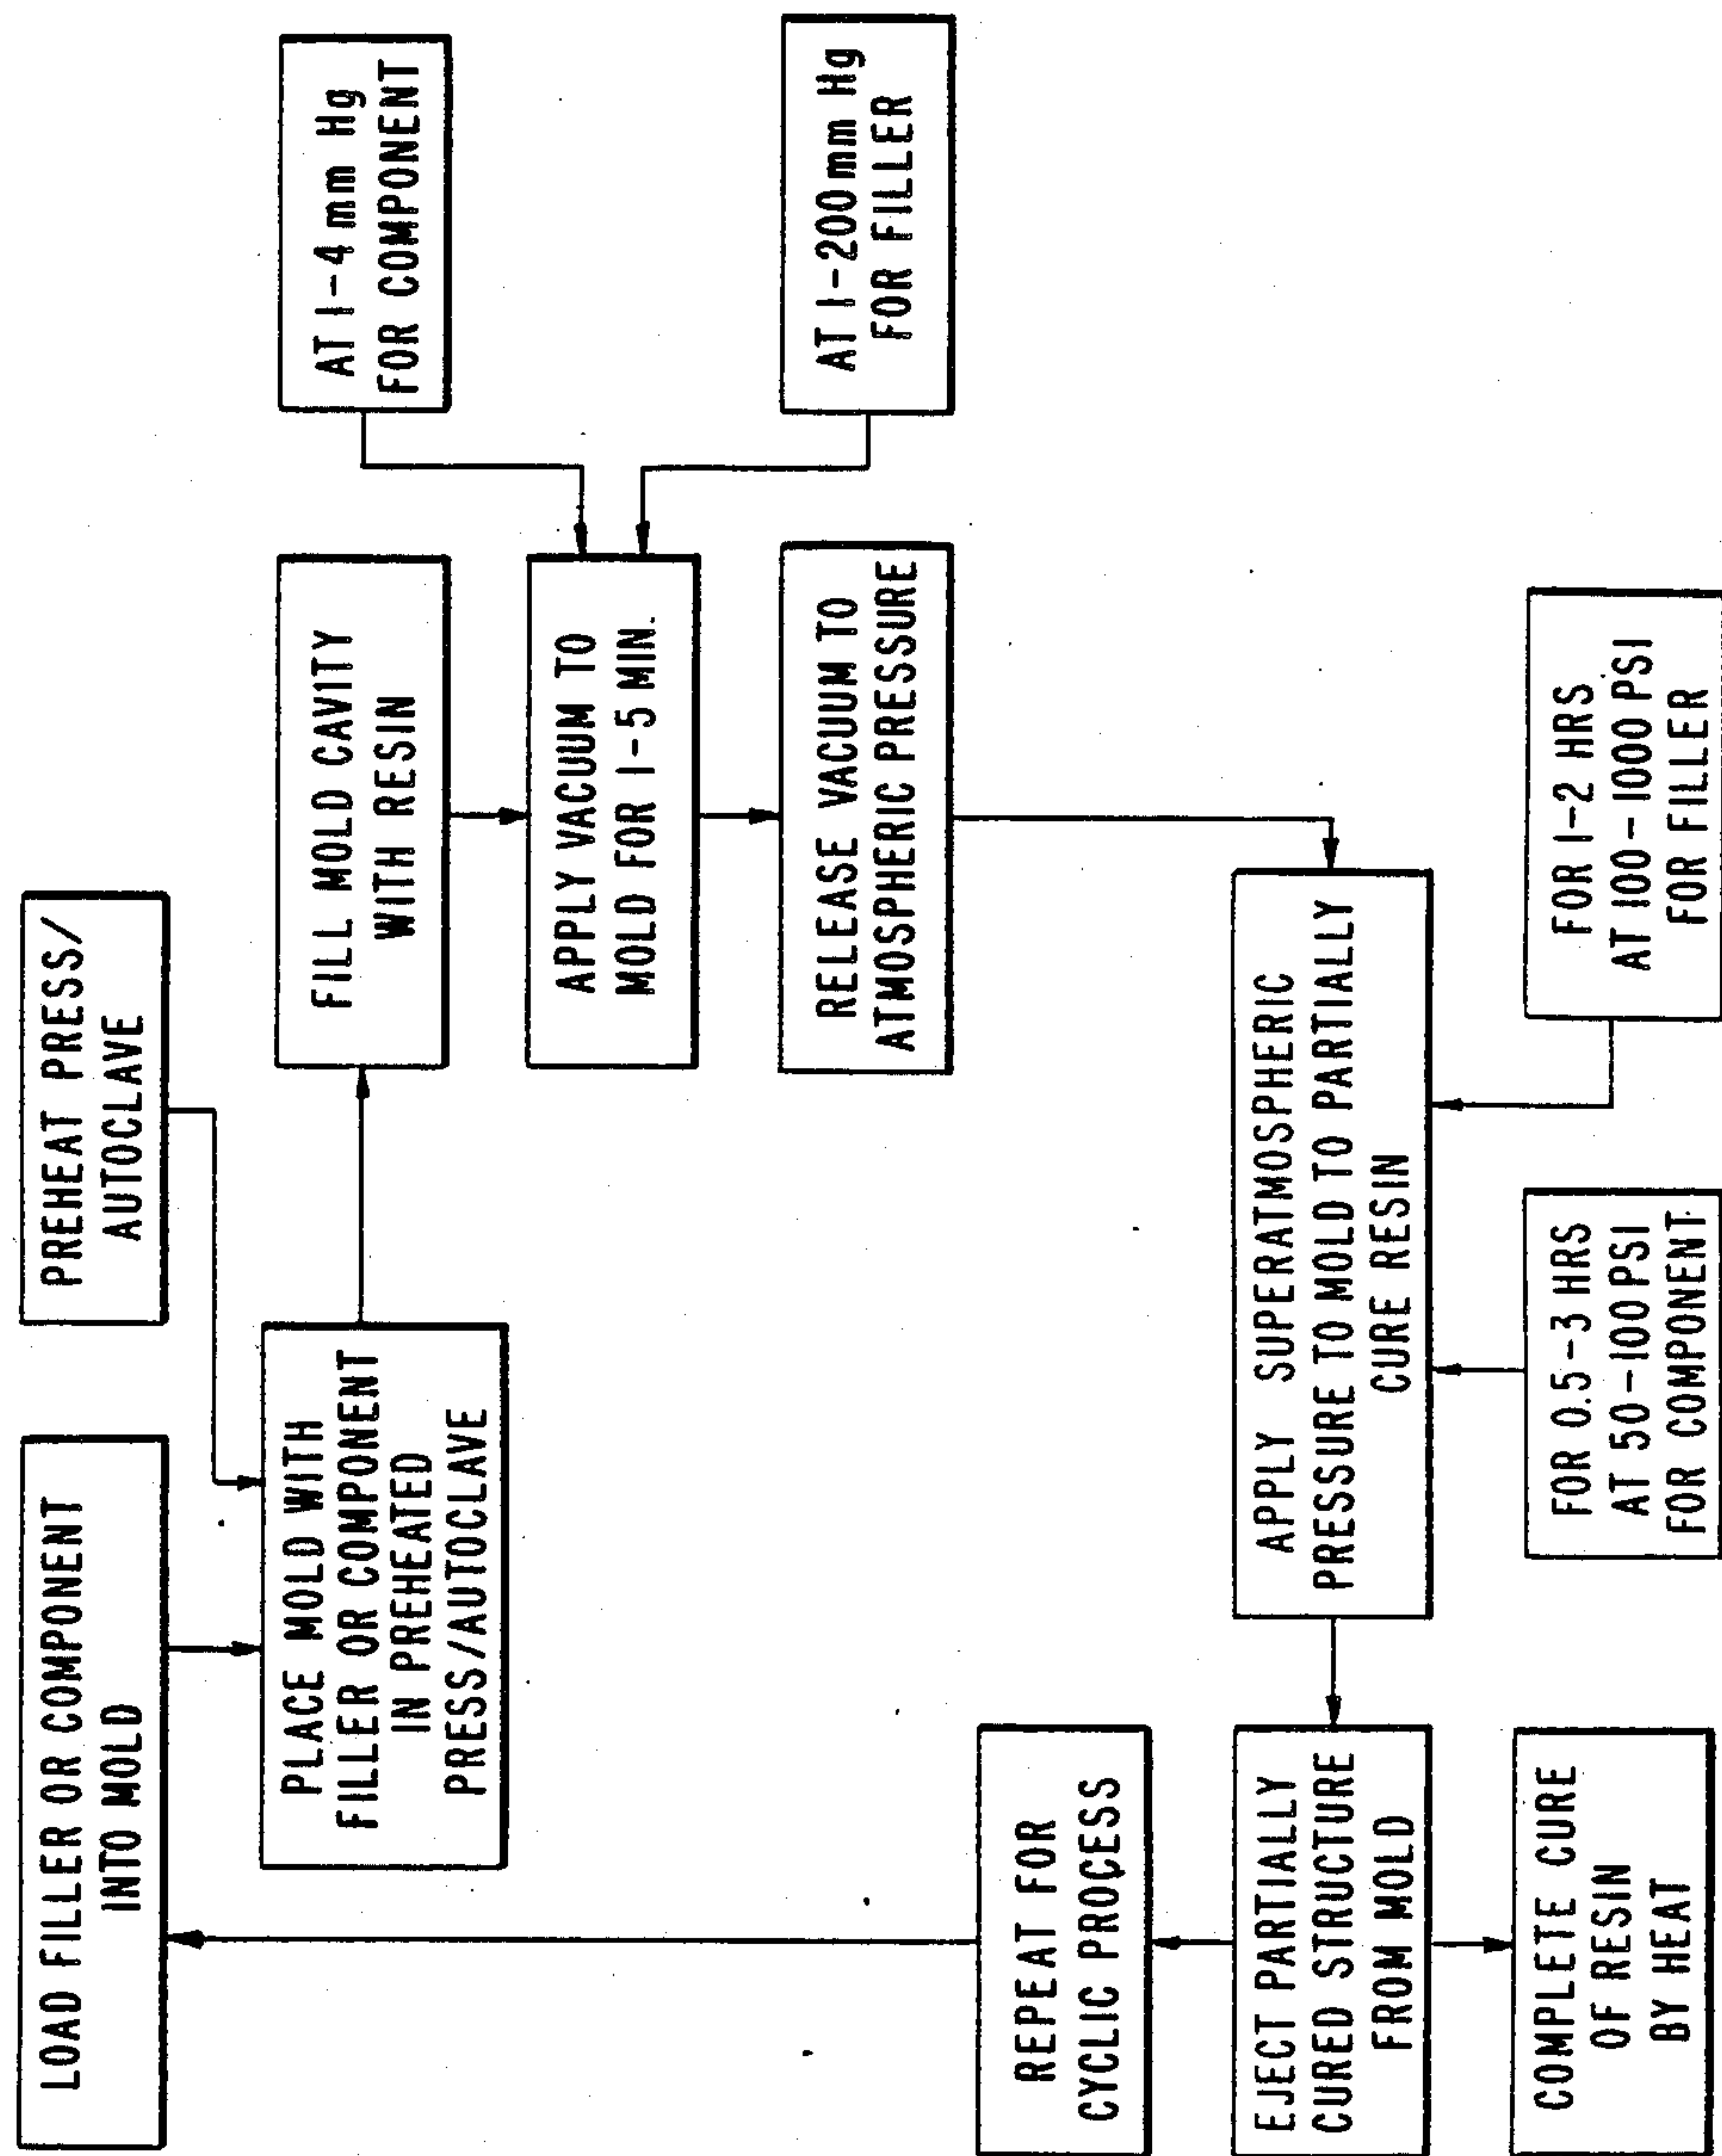 LOAD FILLER OR COMPONENT
INTO MOLD
PREHEAT PRESS/
AUTOCLAVE
PLACE MOLD WITH
FILLER OR COMPONENT
IN PREHEATED
PRESS/AUTOCLAVE
FILL MOLD CAVITY
WITH RESIN
AT 1-4mm Hg
FOR COMPONENT
APPLY VACUUM TO
MOLD FOR 1-5 MIN.
AT 1-200mm Hg
FOR FILLER
RELEASE VACUUM TO
ATMOSPHERIC PRESSURE
APPLY SUPERATMOSPHERIC
PRESSURE TO MOLD TO PARTIALLY
CURE RESIN
FOR 0.5-3 HRS
AT 50-100 PSI
FOR COMPONENT
FOR 1-2 HRS
AT 100-1000 PSI
FOR FILLER
EJECT PARTIALLY
CURED STRUCTURE
FROM MOLD
REPEAT FOR
CYCLIC PROCESS
COMPLETE CURE
OF RESIN
BY HEAT